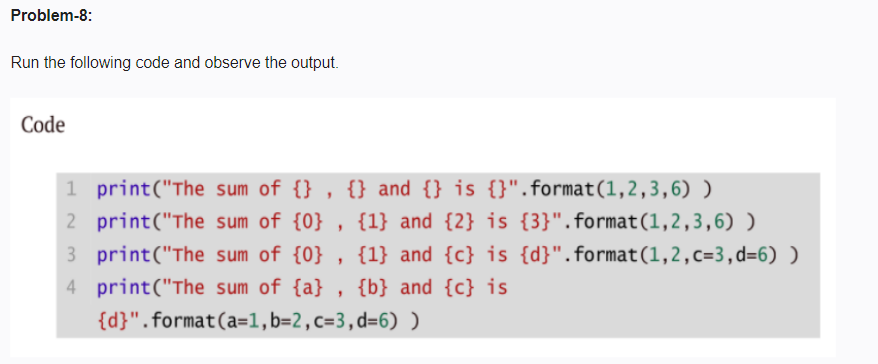 Problem-8:
Run the following code and observe the output.
Code
1 print("The sum of {} , {} and {} is {}".format(1,2,3,6) )
2 print("The sum of {0} , {1} and {2} is {3}".format(1,2,3,6) )
3 print("The sum of {0} , {1} and {c} is {d}".format(1,2,c=3,d=6) )
4 print("The sum of {a} , {b} and {c} is
{d}".format(a=1,b=2,c=3,d=6) )